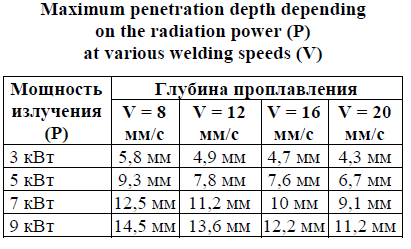 Maximum penetration depth depending
on the radiation power (P)
at various welding speeds (V)
Мощность излучения (P) Глубина проплавления
V = 8 мм/с V = 12 мм/с V = 16 мм/с V = 20 мм/с
3 кВт 5,8 мм 4,9 мм 4,7 мм 4,3 мм
5 кВт 9,3 мм 7,8 мм 7,6 мм 6,7 мм
7 кВт 12,5 мм 11,2 мм 10 мм 9,1 мм
9 кВт 14,5 мм 13,6 мм 12,2 мм 11,2 мм